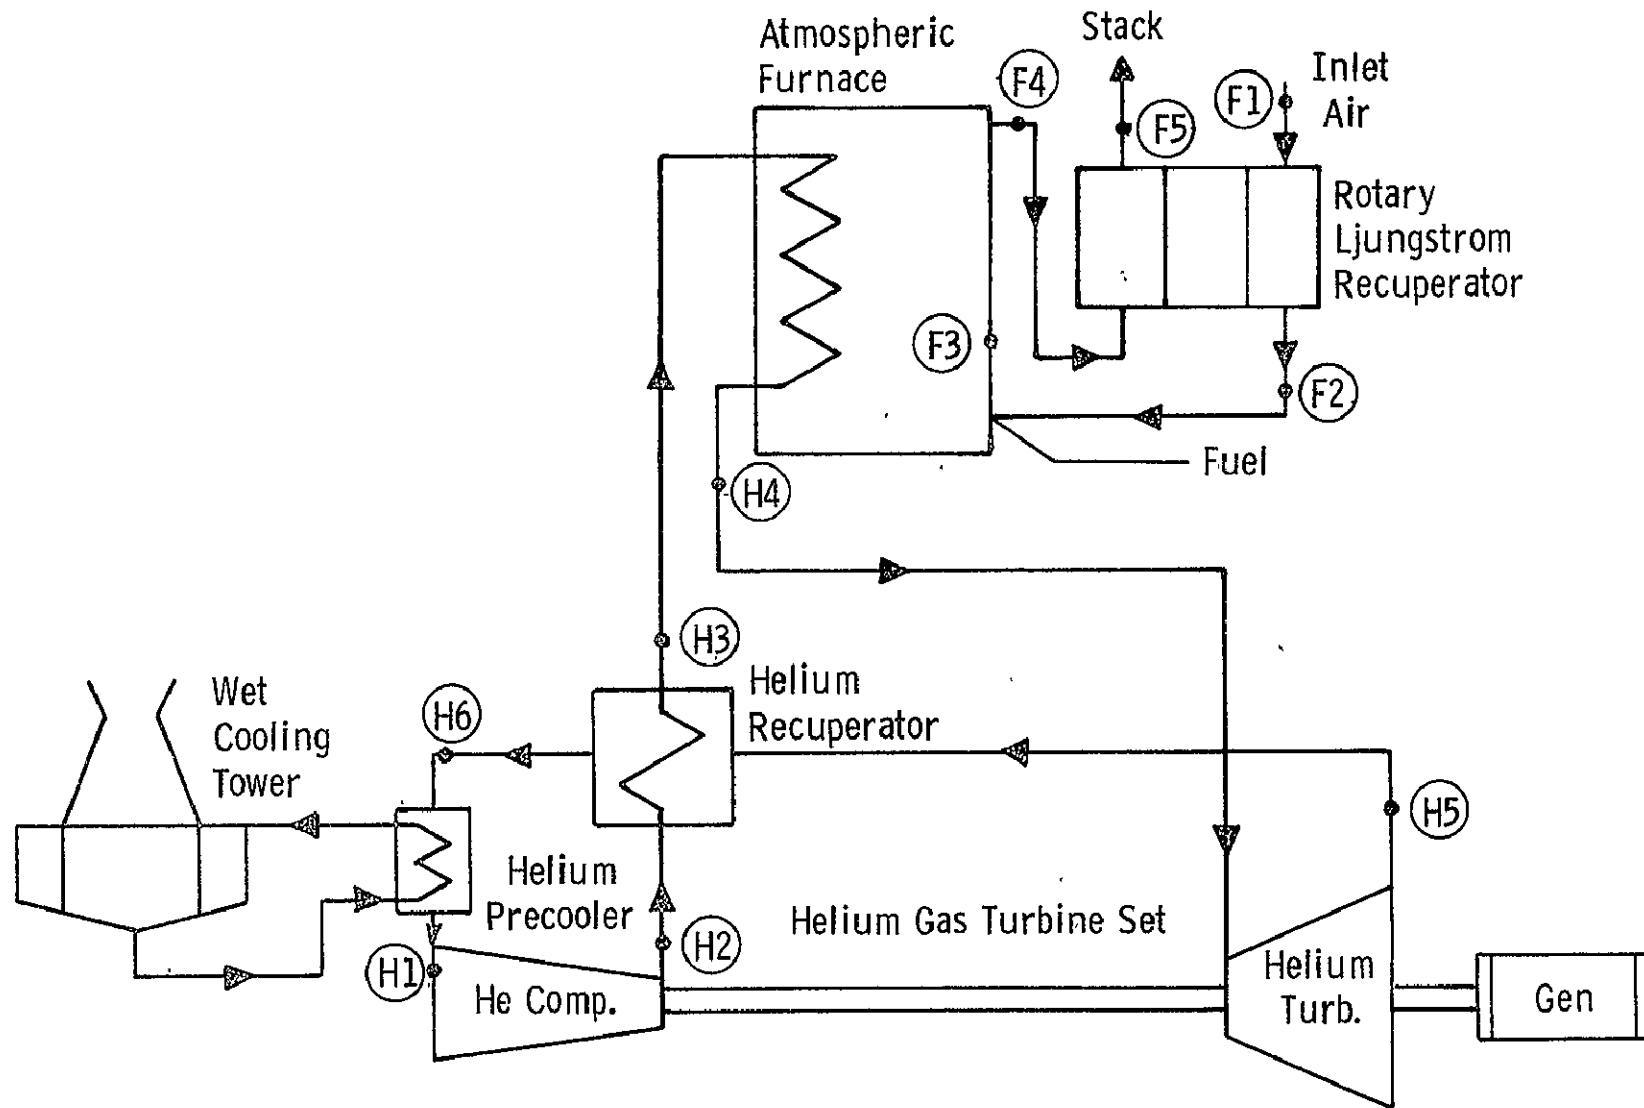 Stack
Atmospheric
Furnace
F4
Inlet
Air
F1
F5
Rotary
Ljungstrom
Recuperator
F3
F2
Fuel
H4
H3
Helium
Recuperator
Wet
Cooling
Tower
H6
H5
Helium
Precooler
H2
Helium Gas Turbine Set
H1
He Comp.
Helium
Turb.
Gen